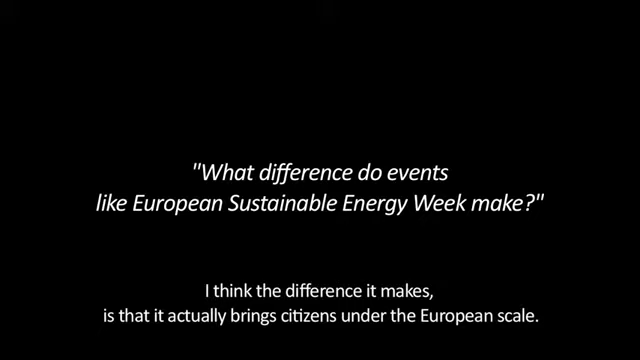 "What difference do events
like European Sustainable Energy Week make?"
I think the difference it makes,
is that it actually brings citizens under the European scale.